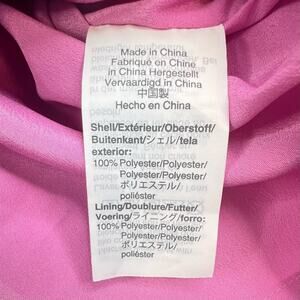 Made in China
Fabriqué en Chine
in China Hergestellt
Vervaardigd in China
中国製
Hecho en China
Shell/Extérieur/Oberstoff/
Buitenkant/シェル/tela
exterior:
100% Polyester/Polyester/
Polyester/Polyester/
ポリエステル/
poliéster
Lining/Doublure/Futter/
Voering/ライニング/forro:
100% Polyester/Polyester/
Polyester/Polyester/
ポリエステル/
poliéster